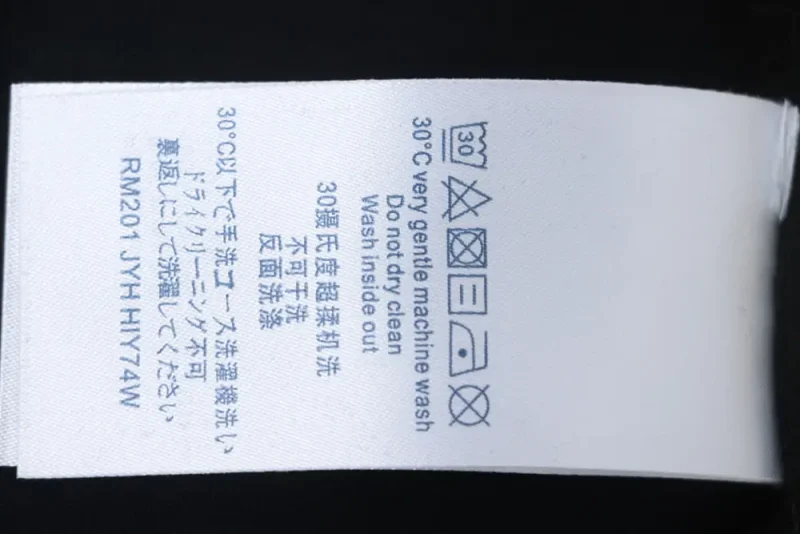 30
30°C very gentle machine wash
Do not dry clean
Wash inside out
30摄氏度超揉机洗
不可干洗
反面洗涤
30°C以下で手洗コース洗濯機洗い
ドライクリーニング不可
裏返しにして洗濯してください
RM201 JYH HIY74W